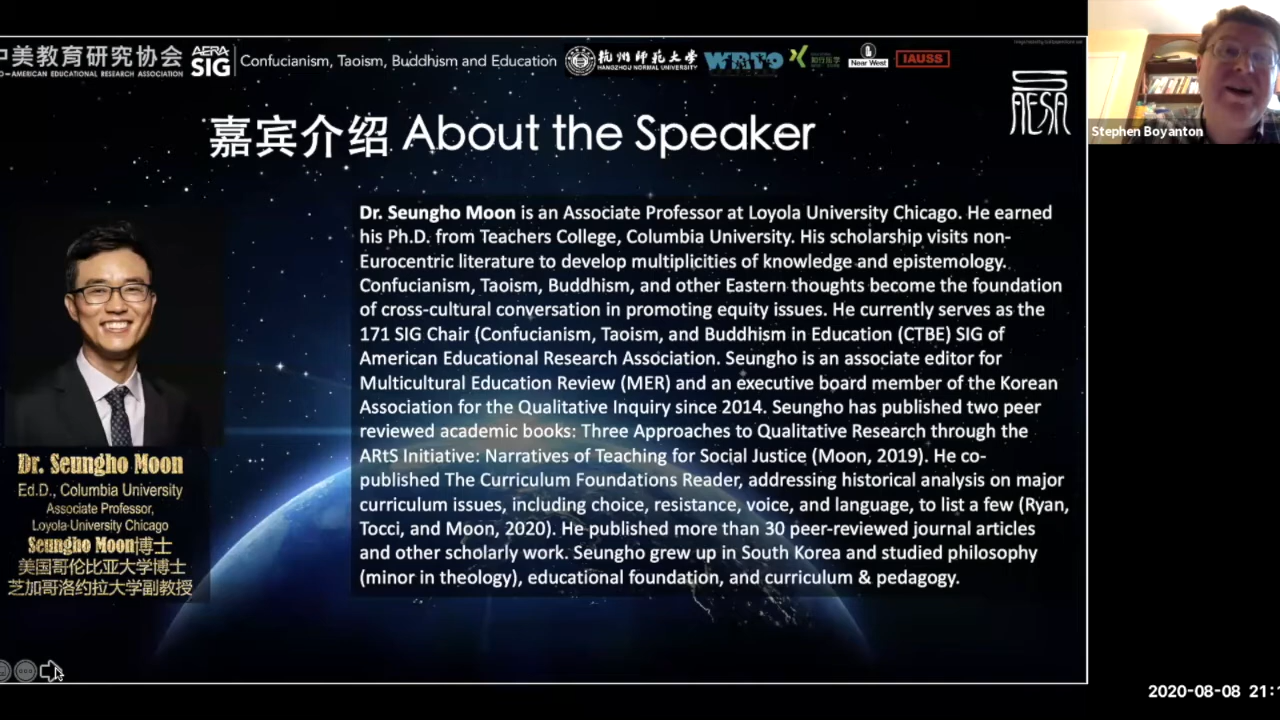 中美教育研究协会
O-AMERICAN EDUCATIONAL RESEARCH ASSOCIATION
AERA SIG
Confucianism, Taoism, Buddhism and Education
杭州师范大学
HANGZHOU NORMAL UNIVERSITY
Near West
IAUSS
AESA
嘉宾介绍 About the Speaker
Stephen Boyanton
Dr. Seungho Moon is an Associate Professor at Loyola University Chicago. He earned
his Ph.D. from Teachers College, Columbia University. His scholarship visits non-
Eurocentric literature to develop multiplicities of knowledge and epistemology.
Confucianism, Taoism, Buddhism, and other Eastern thoughts become the foundation
of cross-cultural conversation in promoting equity issues. He currently serves as the
171 SIG Chair (Confucianism, Taoism, and Buddhism in Education (CTBE) SIG of
American Educational Research Association. Seungho is an associate editor for
Multicultural Education Review (MER) and an executive board member of the Korean
Association for the Qualitative Inquiry since 2014. Seungho has published two peer
reviewed academic books: Three Approaches to Qualitative Research through the
ARtS Initiative: Narratives of Teaching for Social Justice (Moon, 2019). He co-
published The Curriculum Foundations Reader, addressing historical analysis on major
curriculum issues, including choice, resistance, voice, and language, to list a few (Ryan,
Tocci, and Moon, 2020). He published more than 30 peer-reviewed journal articles
and other scholarly work. Seungho grew up in South Korea and studied philosophy
(minor in theology), educational foundation, and curriculum & pedagogy.
Dr. Seungho Moon
Ed.D., Columbia University
Associate Professor,
Loyola University Chicago
Seungho Moon博士
美国哥伦比亚大学博士
芝加哥洛约拉大学副教授
2020-08-08 21: